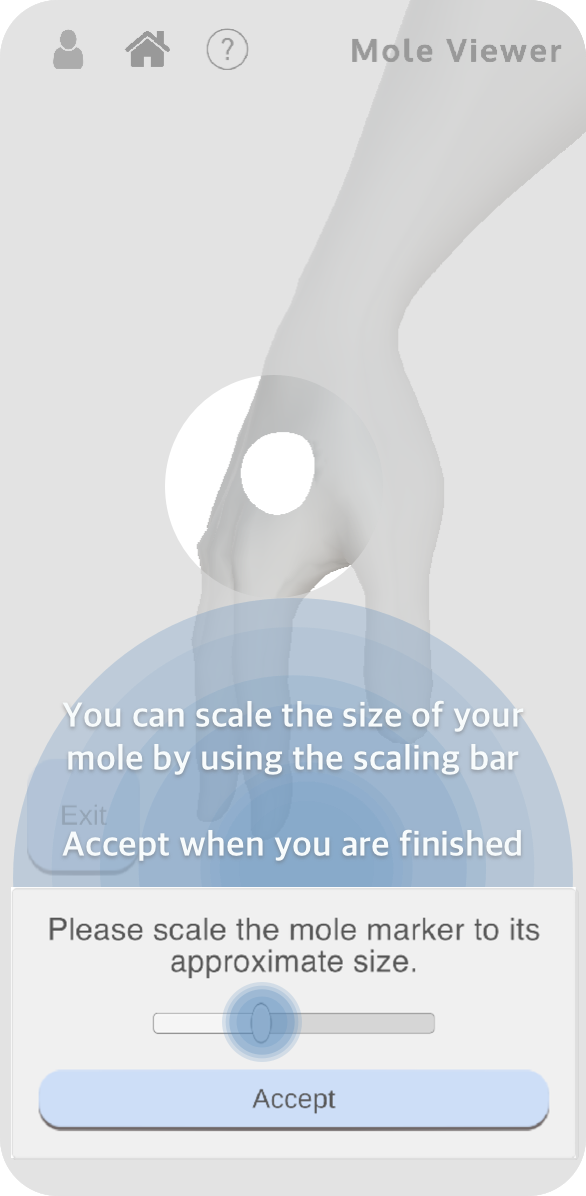 ? Mole Viewer
You can scale the size of your
mole by using the scaling bar
Exit
Accept when you are finished
Please scale the mole marker to its
approximate size.
Accept